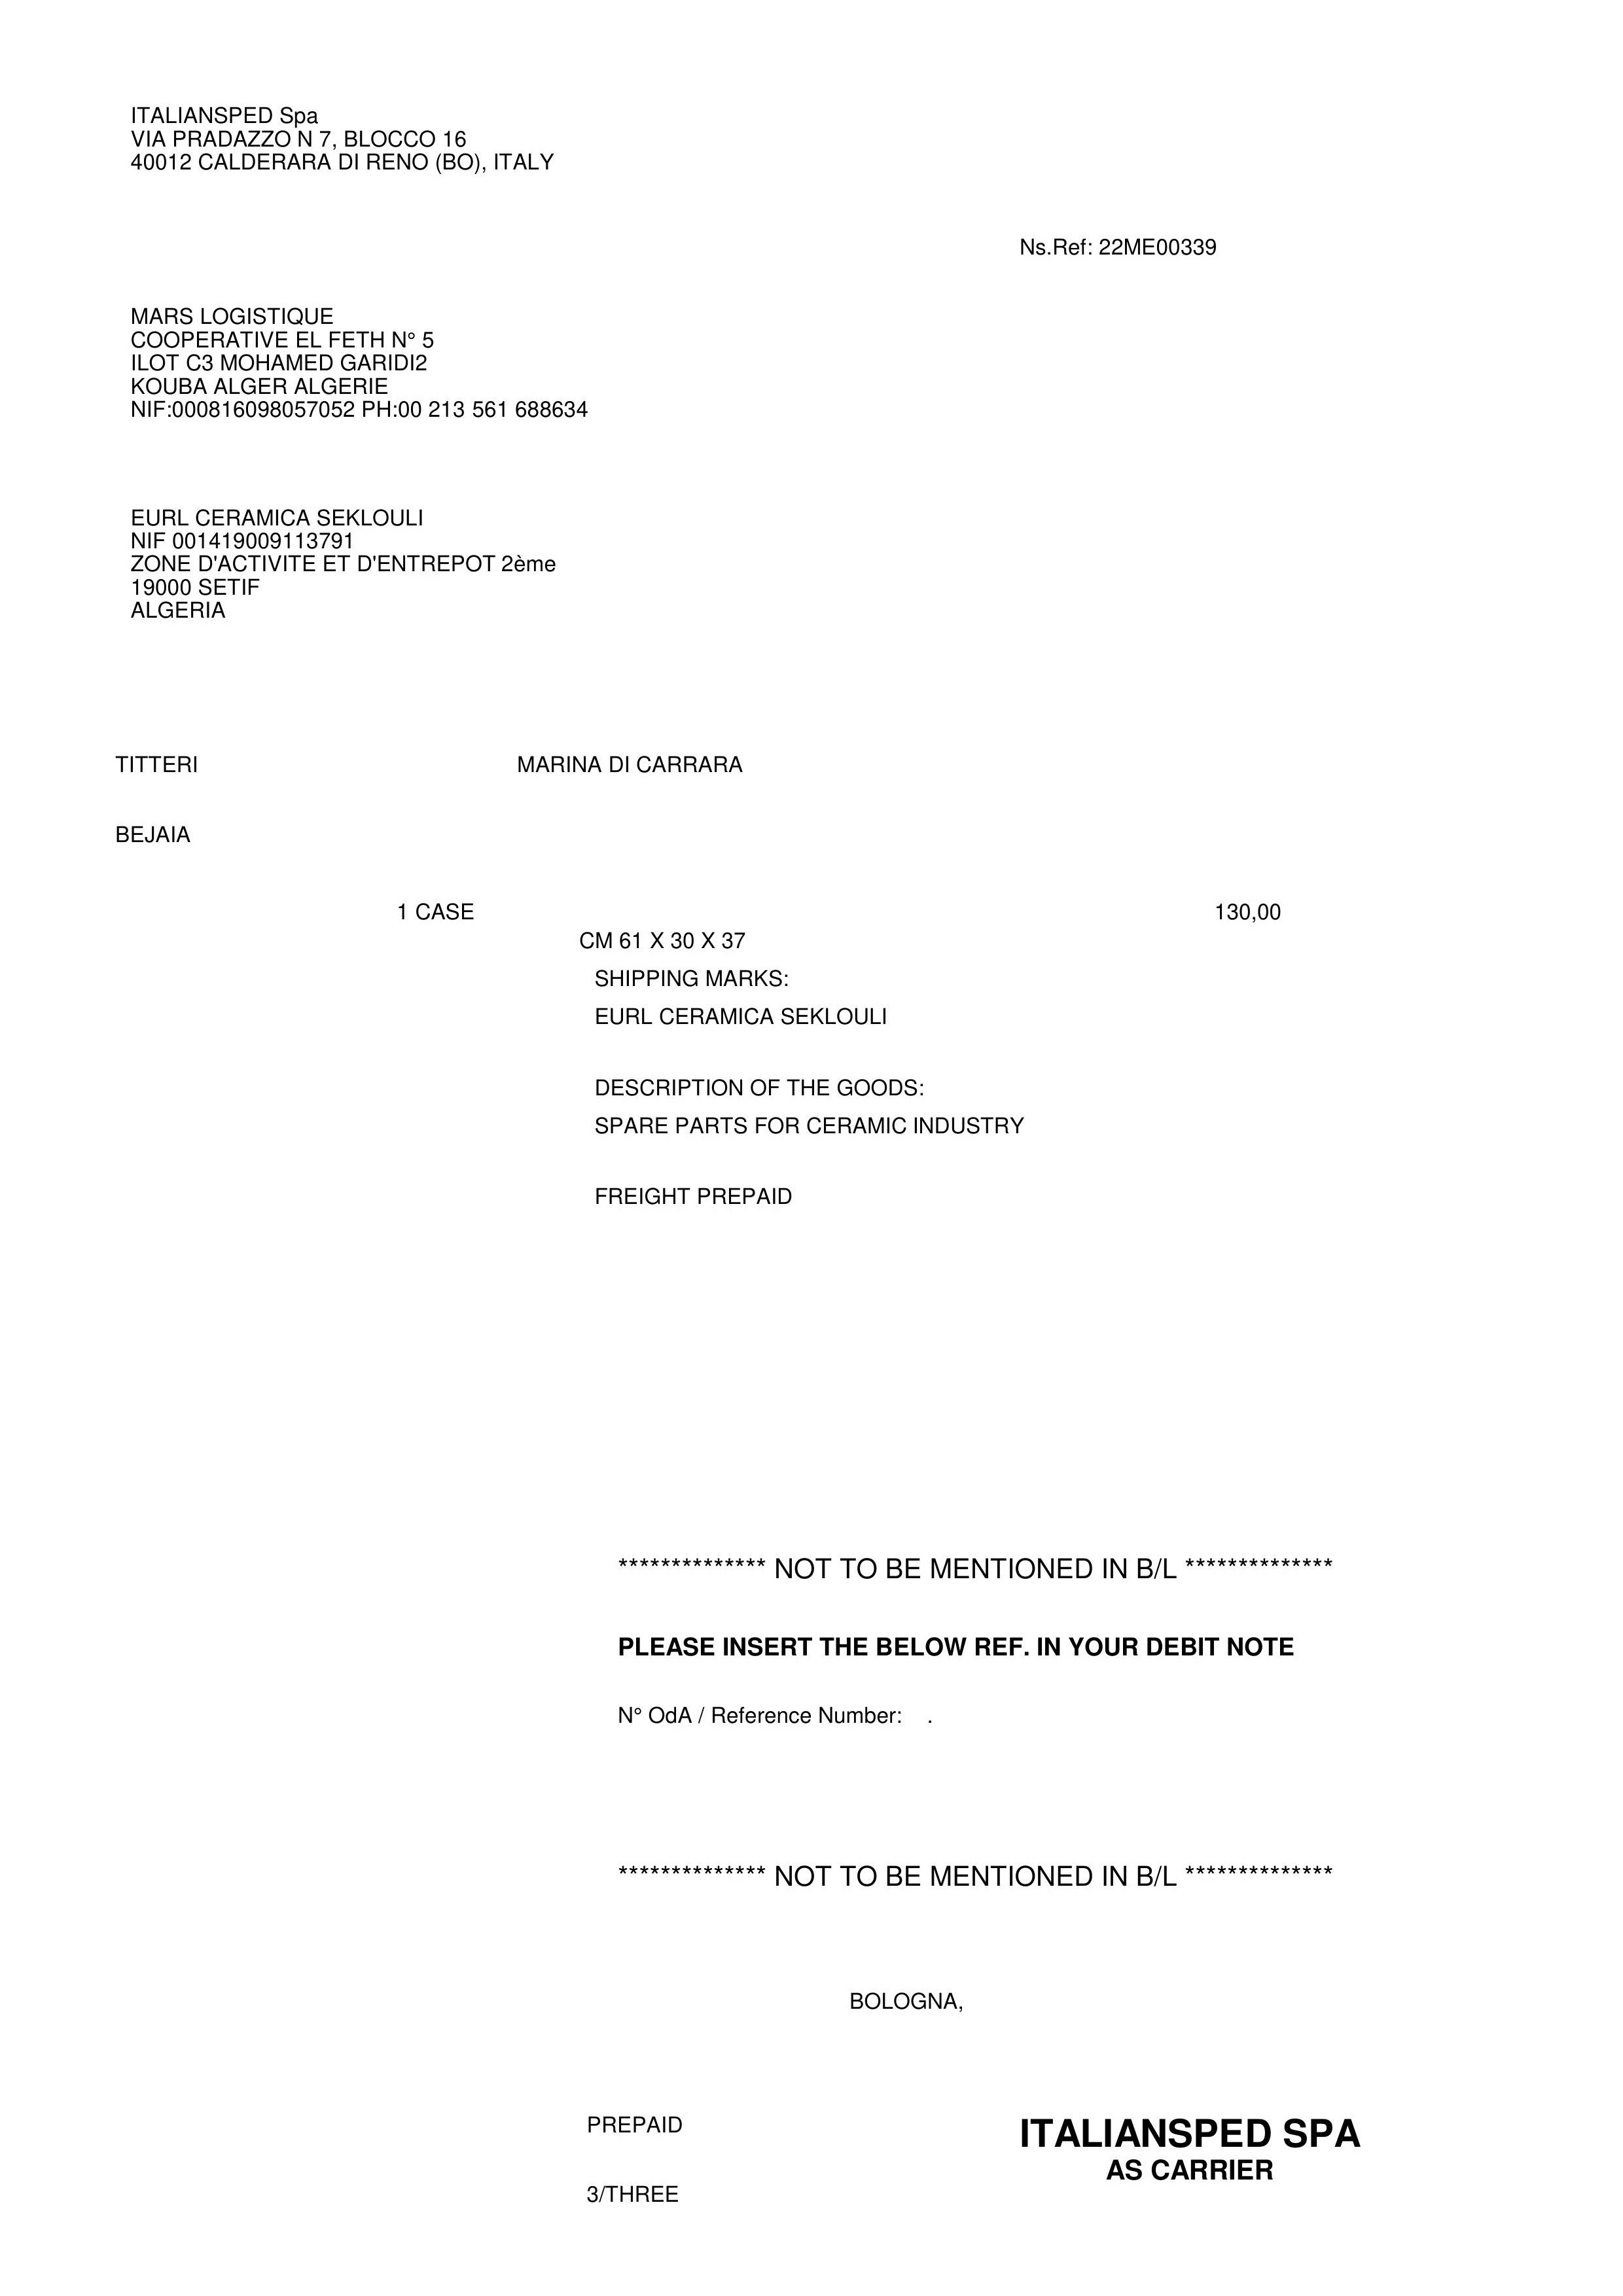 ITALIANSPED Spa
VIA PRADAZZO N 7, BLOCCO 16
40012 CALDERARA DI RENO (BO), ITALY
Ns.Ref: 22ME00339
MARS LOGISTIQUE
COOPERATIVE EL FETH N° 5
ILOT C3 MOHAMED GARIDI2
KOUBA ALGER ALGERIE
NIF:000816098057052 PH:00 213 561 688634
EURL CERAMICA SEKLOULI
NIF 001419009113791
ZONE D'ACTIVITE ET D'ENTREPOT 2ème
19000 SETIF
ALGERIA
TITTERI MARINA DI CARRARA
BEJAIA
1 CASE 130,00
CM 61 X 30 X 37
SHIPPING MARKS:
EURL CERAMICA SEKLOULI
DESCRIPTION OF THE GOODS:
SPARE PARTS FOR CERAMIC INDUSTRY
FREIGHT PREPAID
************** NOT TO BE MENTIONED IN B/L **************
PLEASE INSERT THE BELOW REF. IN YOUR DEBIT NOTE
N° OdA / Reference Number: .
************** NOT TO BE MENTIONED IN B/L **************
BOLOGNA,
PREPAID
ITALIANSPED SPA
AS CARRIER
3/THREE